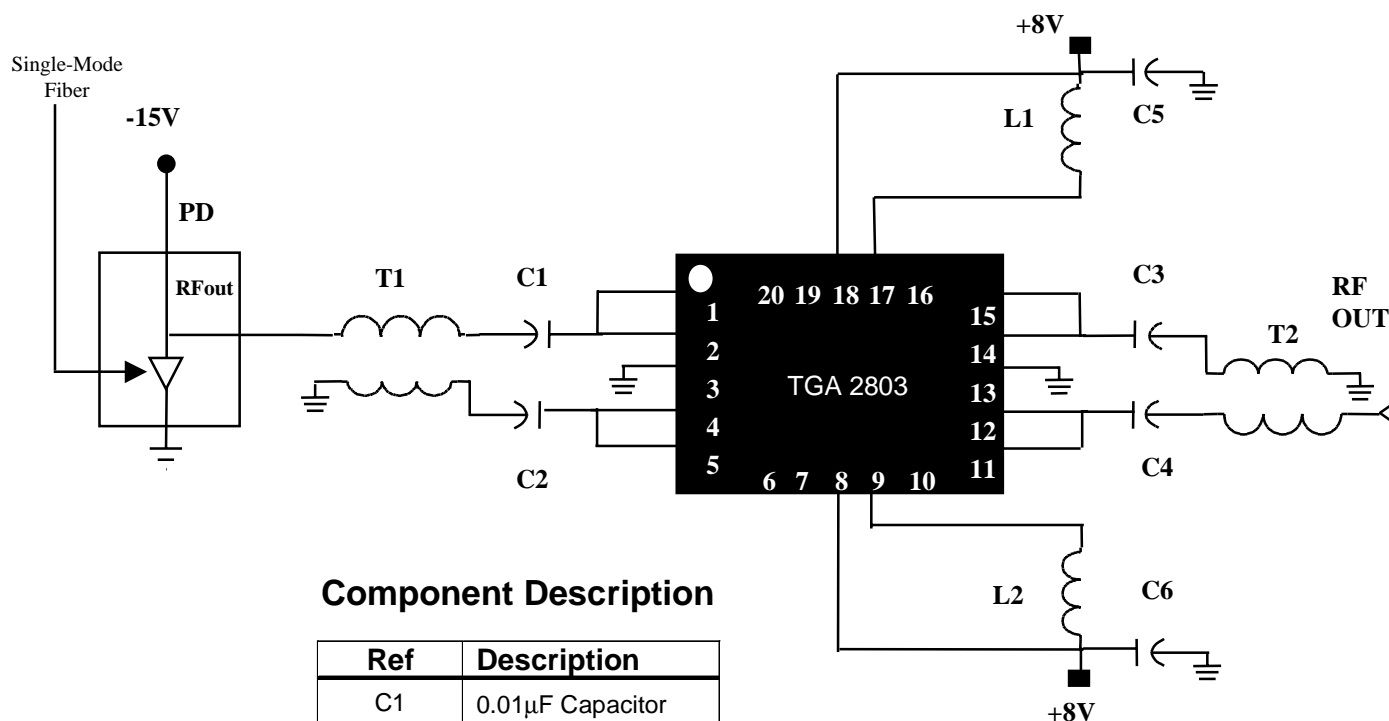 +8V
Single-Mode
Fiber
-15V
L1
C5
PD
RFout
T1
C1
C3
RF
OUT
T2
20 19 18 17 16
1
2
3
4
5
15
14
13
12
11
TGA 2803
6 7 8 9 10
C2
C4
L2
C6
+8V
Component Description
Ref Description
C1 0.01μF Capacitor